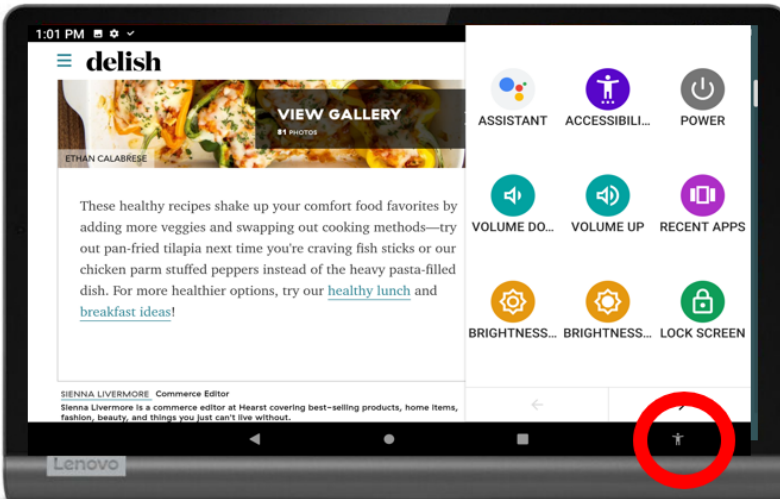 1:01 PM
delish
VIEW GALLERY
81 PHOTOS
ETHAN CALABRESE
These healthy recipes shake up your comfort food favorites by
adding more veggies and swapping out cooking methods—try
out pan-fried tilapia next time you're craving fish sticks or our
chicken parm stuffed peppers instead of the heavy pasta-filled
dish. For more healthier options, try our healthy lunch and
breakfast ideas!
SIENNA LIVERMORE Commerce Editor
Sienna Livermore is a commerce editor at Hearst covering best-selling products, home items,
fashion, beauty, and things you just can't live without.
ASSISTANT
ACCESSIBILI...
POWER
VOLUME DO...
VOLUME UP
RECENT APPS
BRIGHTNESS...
BRIGHTNESS...
LOCK SCREEN
Lenovo